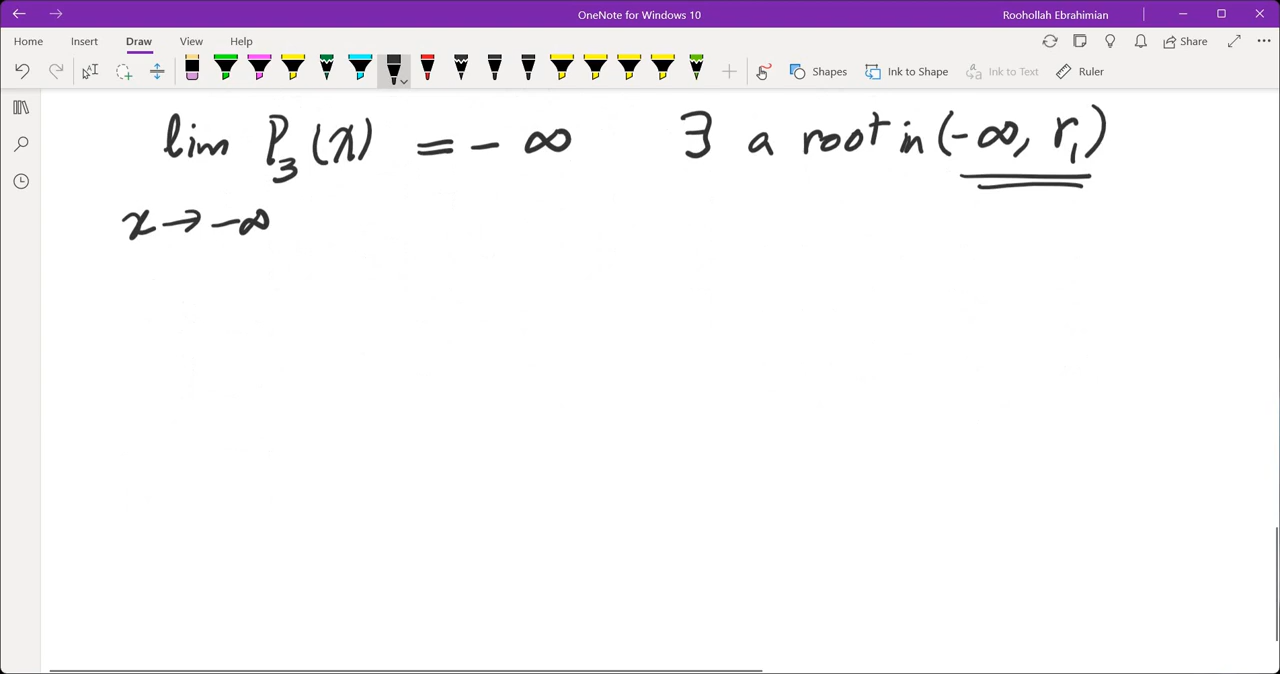 OneNote for Windows 10
Roohollah Ebrahimian
Home Insert Draw View Help
Share
Shapes Ink to Shape Ink to Text Ruler
lim P₃(x) = -∞ ∃ a root in (-∞, r₁)
x → -∞